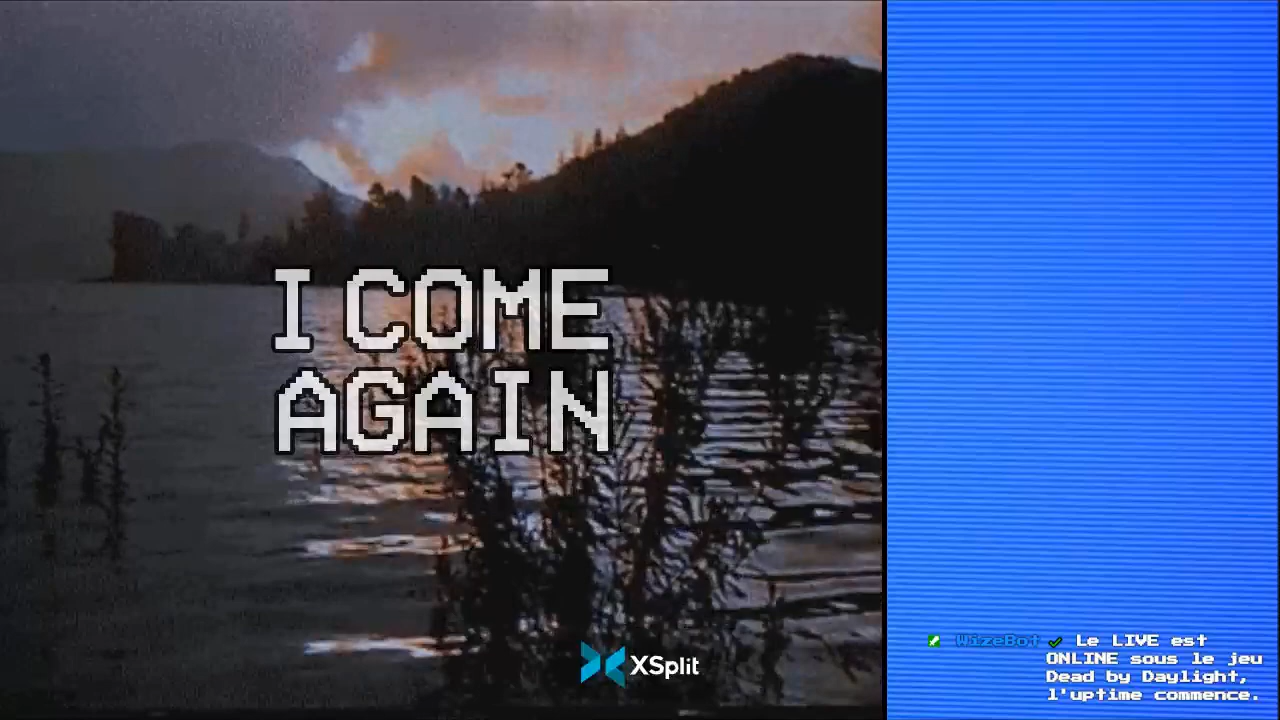 I COME
AGAIN
XSplit
WizeBot Le LIVE est
ONLINE sous le jeu
Dead by Daylight,
l'uptime commence.